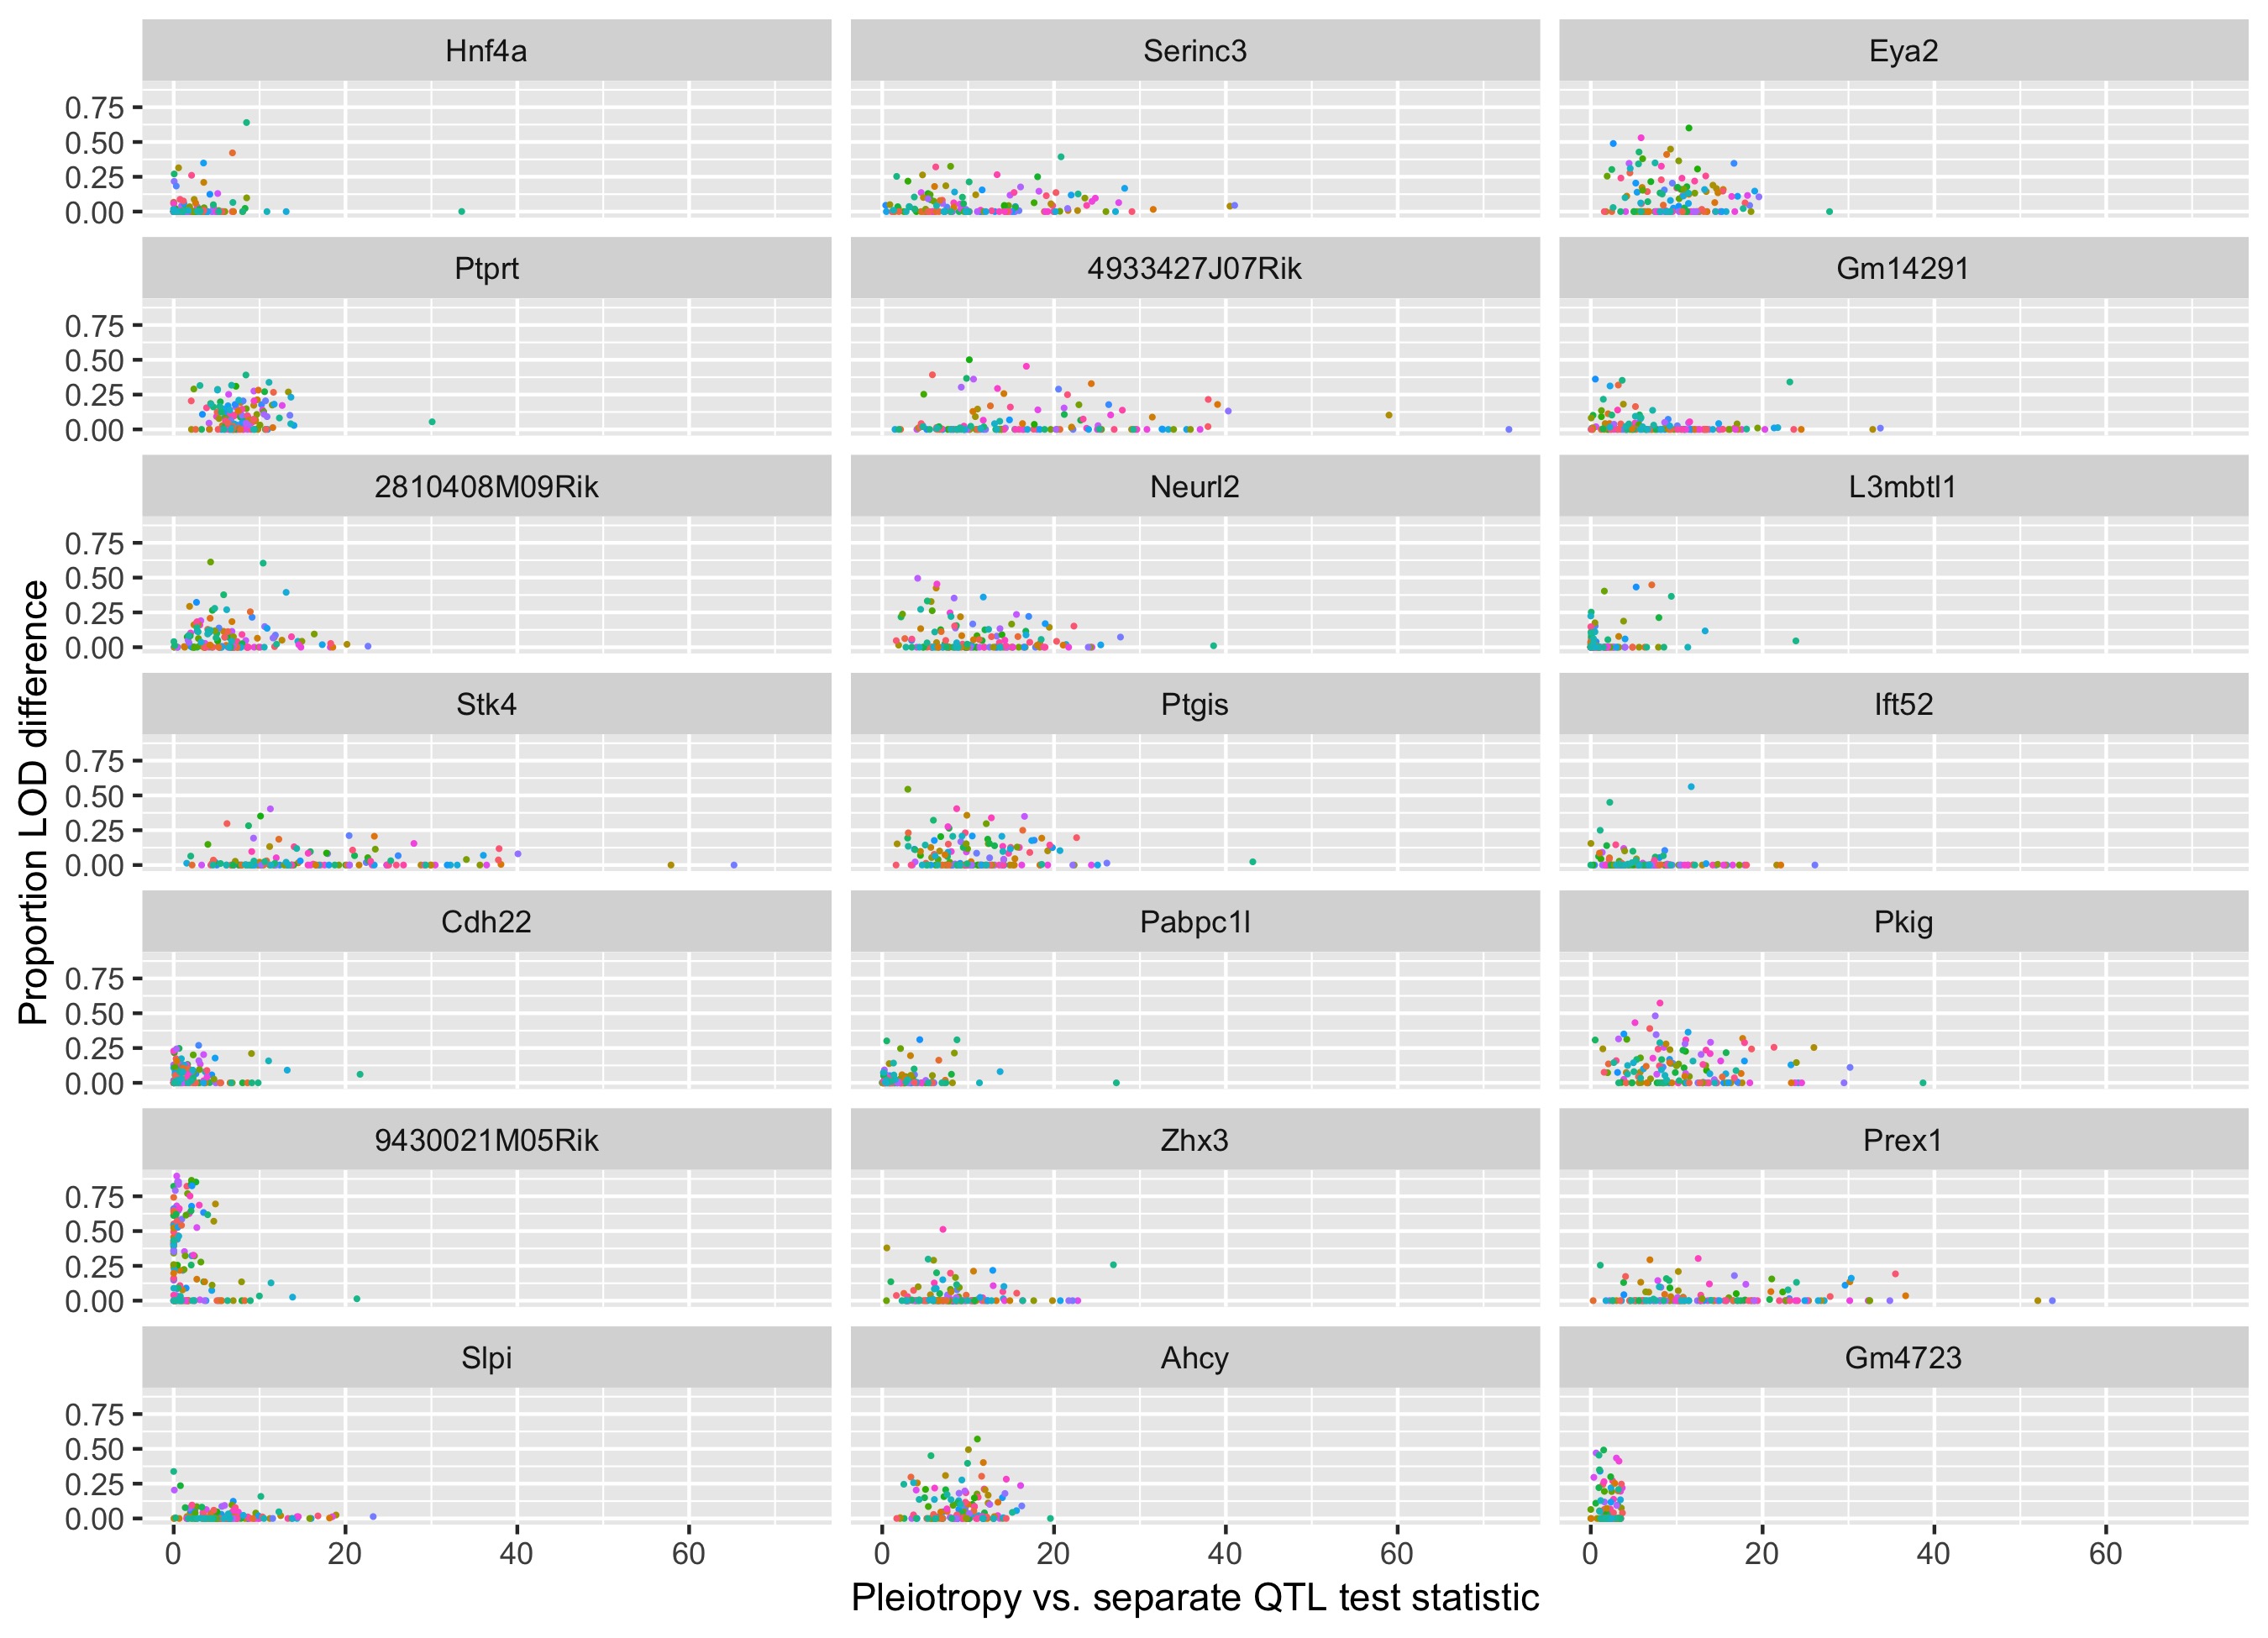 Hnf4a
Serinc3
Eya2
0.75
0.50
0.25
0.00
Ptprt
4933427J07Rik
Gm14291
0.75
0.50
0.25
0.00
2810408M09Rik
Neurl2
L3mbtl1
0.75
0.50
0.25
0.00
Stk4
Ptgis
Ift52
0.75
0.50
0.25
0.00
Cdh22
Pabpc1l
Pkig
0.75
0.50
0.25
0.00
9430021M05Rik
Zhx3
Prex1
0.75
0.50
0.25
0.00
Slpi
Ahcy
Gm4723
0.75
0.50
0.25
0.00
0 20 40 60
0 20 40 60
0 20 40 60
Pleiotropy vs. separate QTL test statistic
Proportion LOD difference